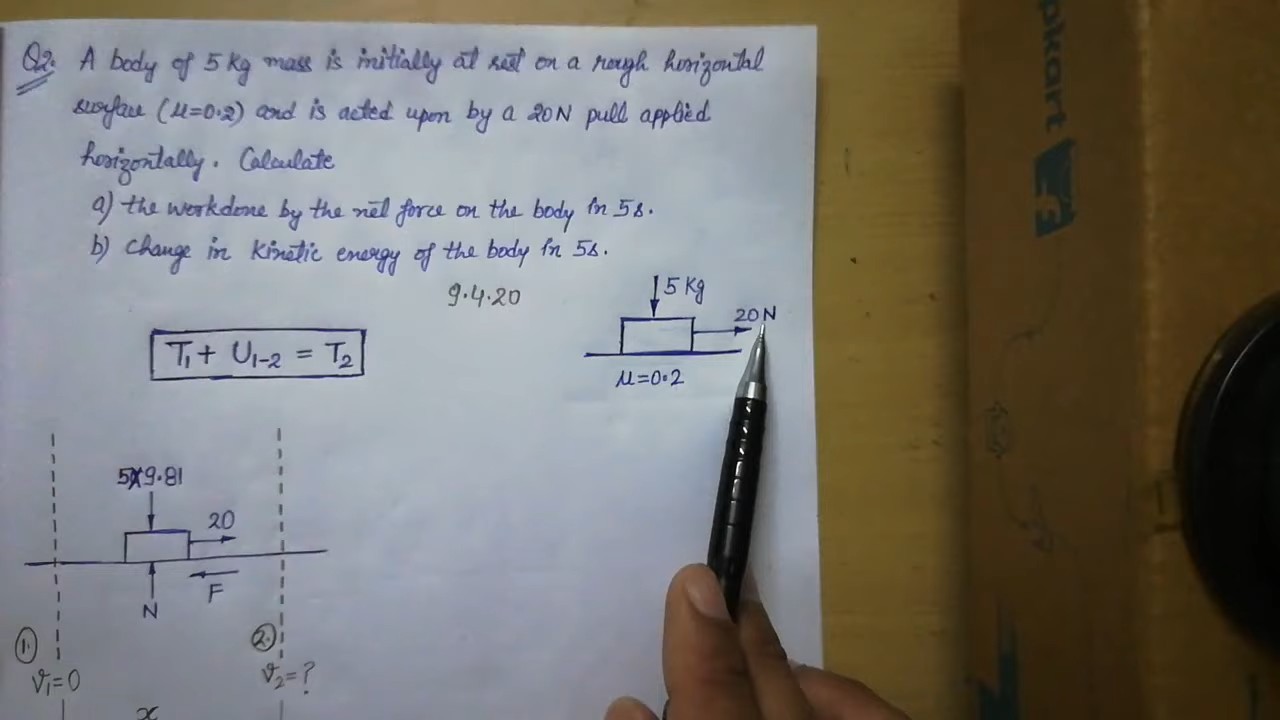 Q2. A body of 5 Kg mass is initially at rest on a rough horizontal
surface (μ=0.2) and is acted upon by a 20N pull applied
horizontally. Calculate
a) the workdone by the net force on the body in 5s.
b) change in kinetic energy of the body in 5s.
9.4.20
5 Kg
20N
μ=0.2
T₁ + U₁₋₂ = T₂
5×9.81
20
F
N
1.
2.
v₁=0
v₂=?
x
pkart